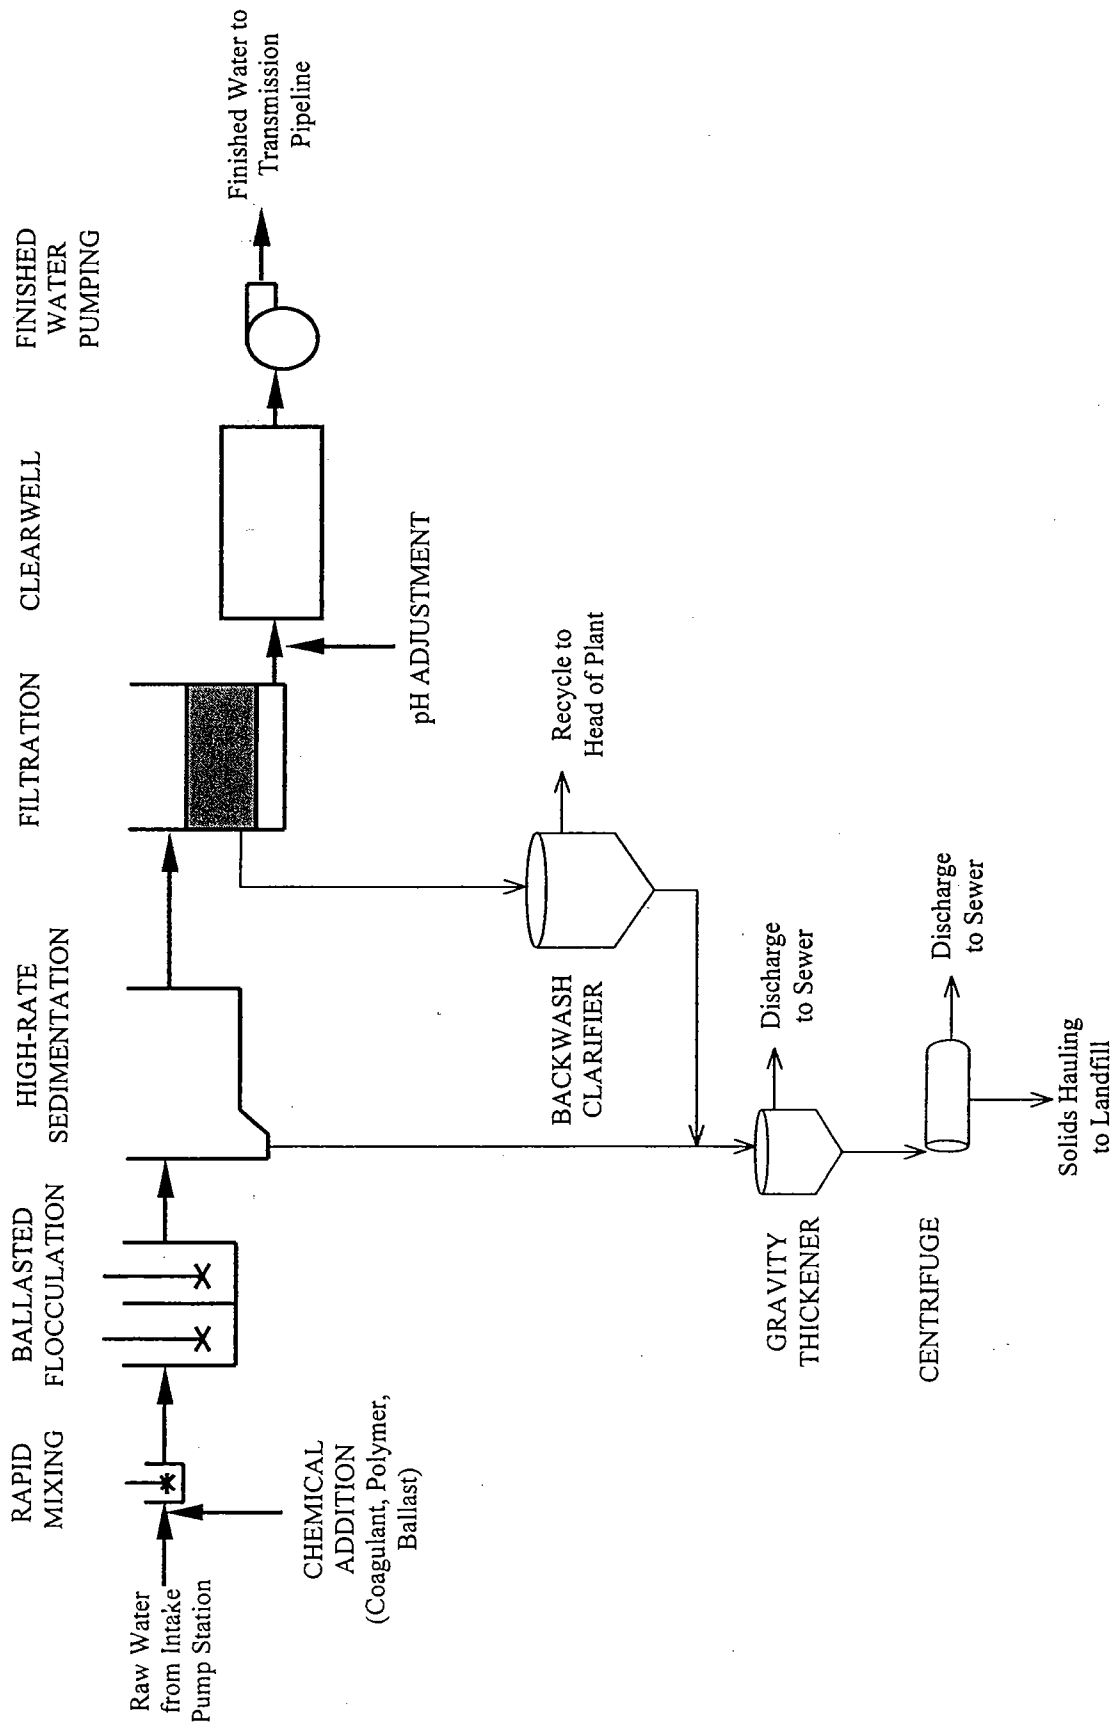 RAPID
MIXING
BALLASTED
FLOCCULATION
HIGH-RATE
SEDIMENTATION
FILTRATION
CLEARWELL
FINISHED
WATER
PUMPING
Raw Water
from Intake
Pump Station
CHEMICAL
ADDITION
(Coagulant, Polymer,
Ballast)
pH ADJUSTMENT
Finished Water to
Transmission
Pipeline
BACKWASH
CLARIFIER
Recycle to
Head of Plant
GRAVITY
THICKENER
Discharge
to Sewer
CENTRIFUGE
Discharge
to Sewer
Solids Hauling
to Landfill